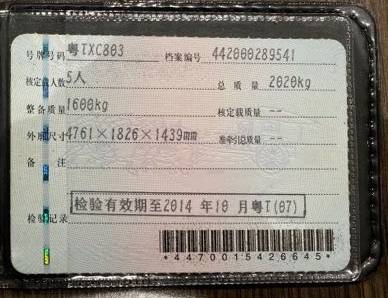 号牌号码 粤TXC803 档案编号 442000289541
核定载人数 5人 总质量 2020kg
整备质量 1600kg 核定载质量 --
外廓尺寸 4761×1826×1439mm 准牵引总质量 --
备注
检验记录 检验有效期至2014年10月粤T(07)
*4470015426645*